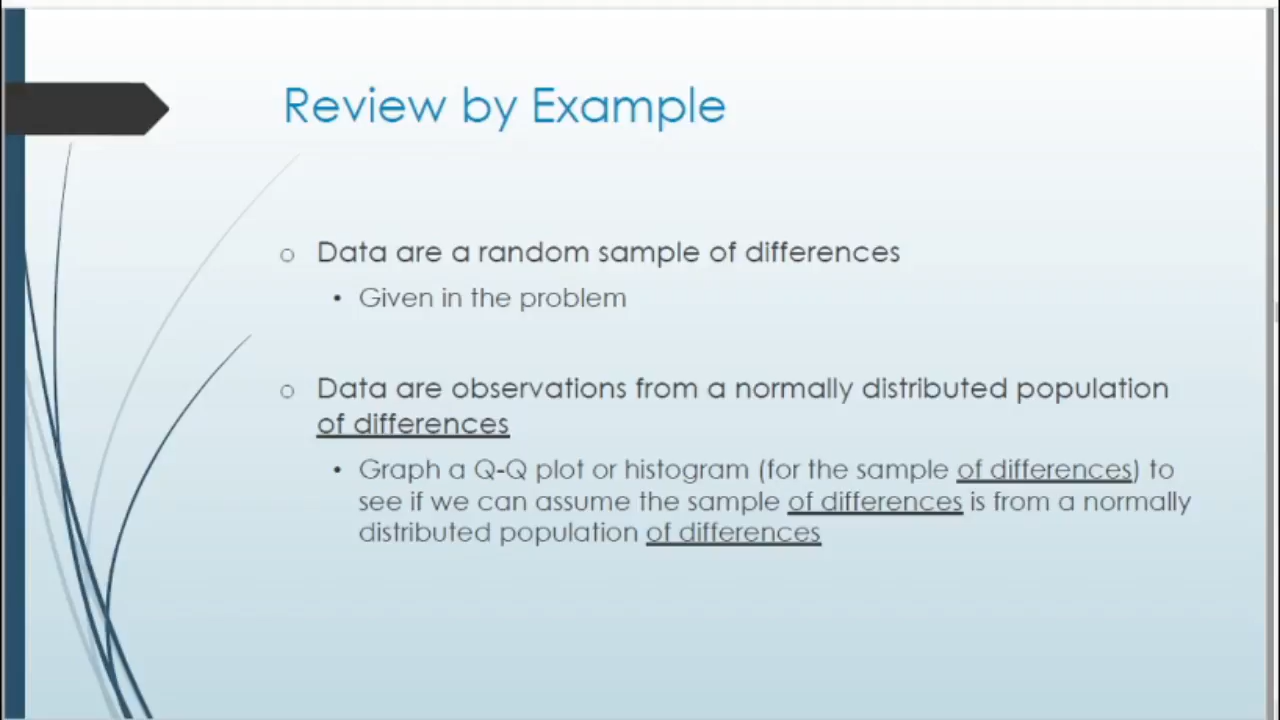 Review by Example
o Data are a random sample of differences
• Given in the problem
o Data are observations from a normally distributed population
of differences
• Graph a Q-Q plot or histogram (for the sample of differences) to
see if we can assume the sample of differences is from a normally
distributed population of differences